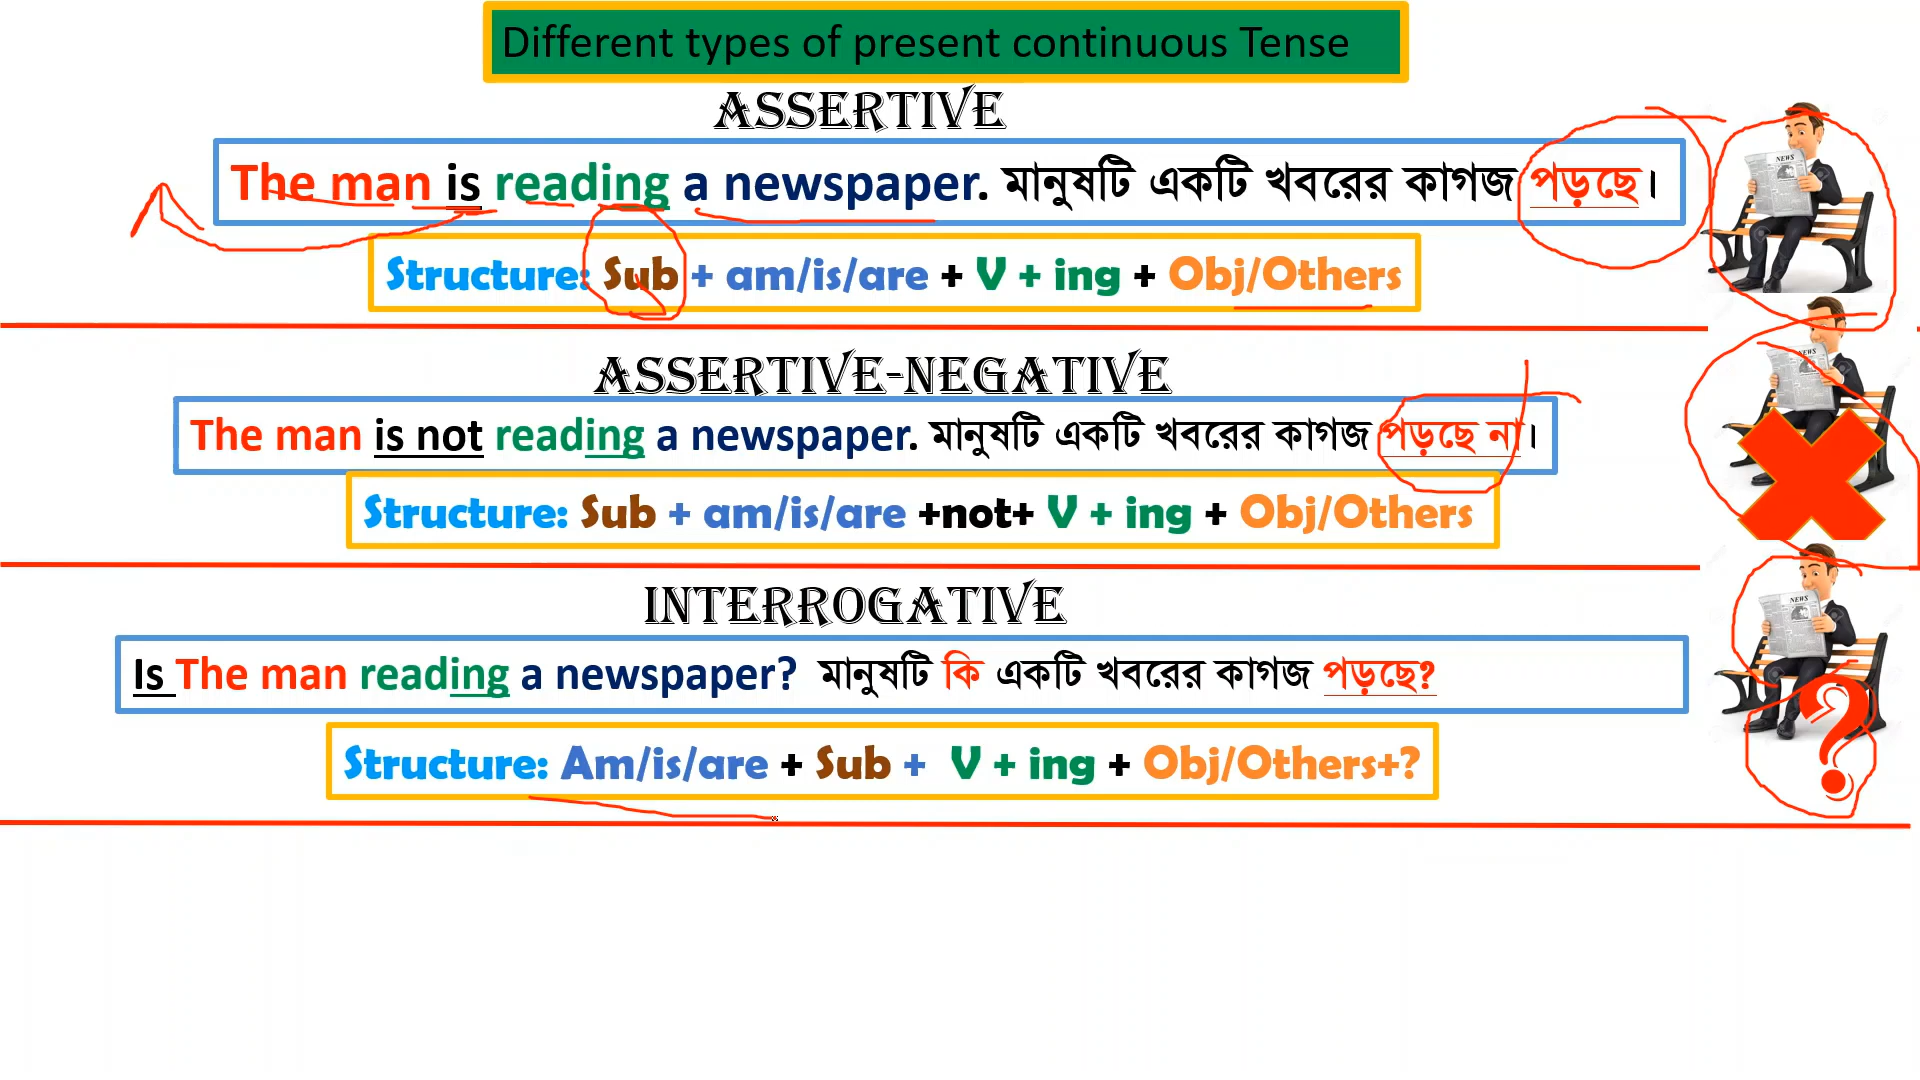 Different types of present continuous Tense
ASSERTIVE
The man is reading a newspaper. মানুষটি একটি খবরের কাগজ পড়ছে।
Structure: Sub + am/is/are + V + ing + Obj/Others
ASSERTIVE-NEGATIVE
The man is not reading a newspaper. মানুষটি একটি খবরের কাগজ পড়ছে না।
Structure: Sub + am/is/are +not+ V + ing + Obj/Others
INTERROGATIVE
Is The man reading a newspaper? মানুষটি কি একটি খবরের কাগজ পড়ছে?
Structure: Am/is/are + Sub + V + ing + Obj/Others+?
NEWS
NEWS
NEWS
?